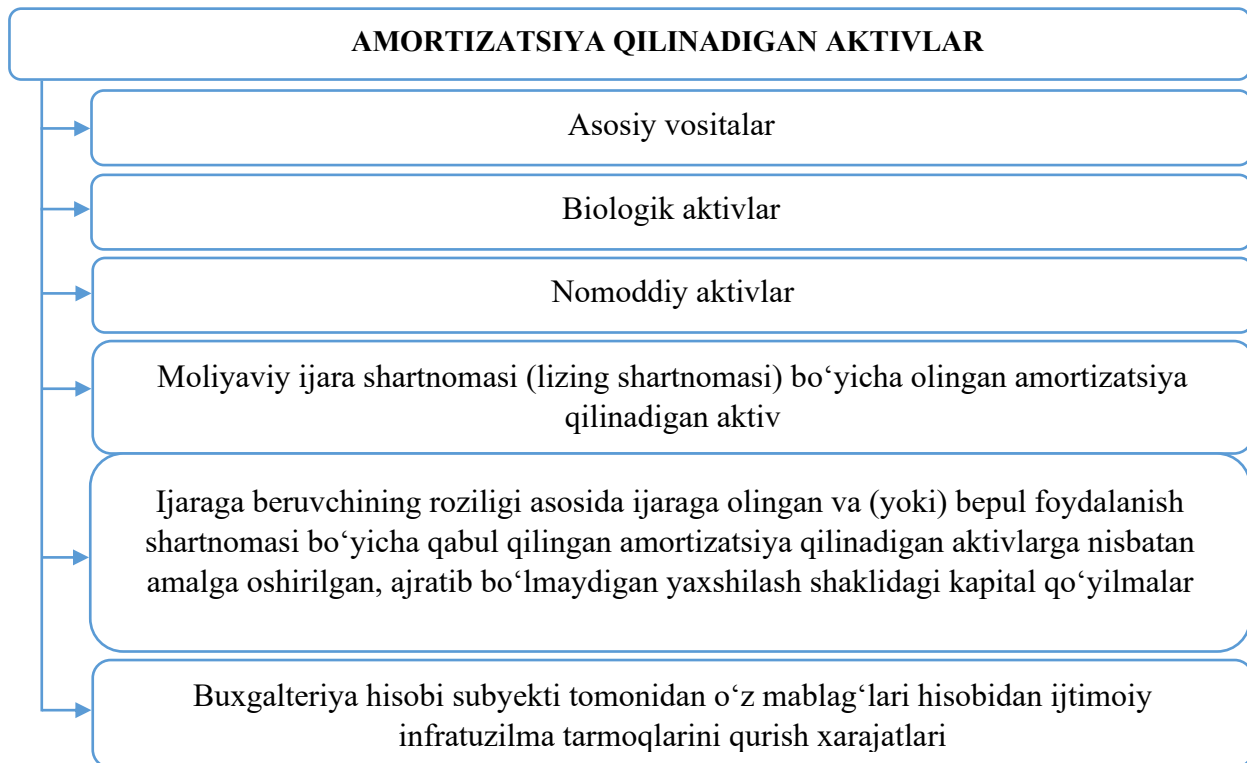 AMORTIZATSIYA QILINADIGAN AKTIVLAR
Asosiy vositalar
Biologik aktivlar
Nomoddiy aktivlar
Moliyaviy ijara shartnomasi (lizing shartnomasi) bo‘yicha olingan amortizatsiya
qilinadigan aktiv
Ijaraga beruvchining roziligi asosida ijaraga olingan va (yoki) bepul foydalanish
shartnomasi bo‘yicha qabul qilingan amortizatsiya qilinadigan aktivlarga nisbatan
amalga oshirilgan, ajratib bo‘lmaydigan yaxshilash shaklidagi kapital qo‘yilmalar
Buxgalteriya hisobi subyekti tomonidan o‘z mablag‘lari hisobidan ijtimoiy
infratuzilma tarmoqlarini qurish xarajatlari